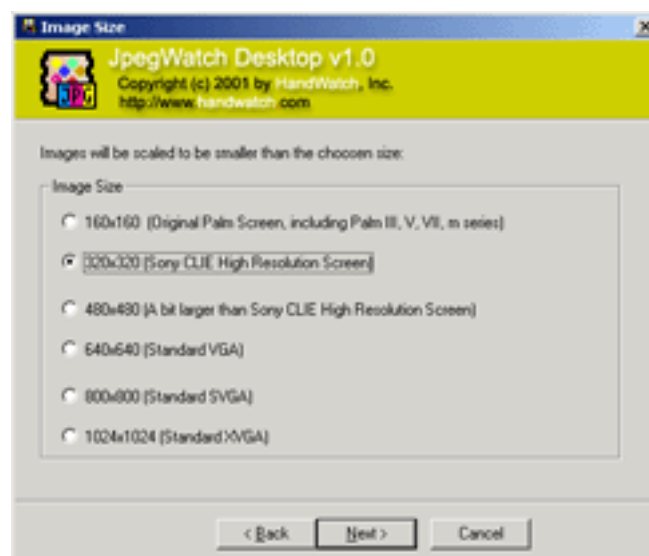 Image Size
JpegWatch Desktop v1.0
Copyright (c) 2001 by HandWatch, Inc.
http://www.handwatch.com
JPG
Images will be scaled to be smaller than the choosen size:
Image Size
160x160 (Original Palm Screen, including Palm III, V, VII, m series)
320x320 (Sony CLIE High Resolution Screen)
480x480 (A bit larger than Sony CLIE High Resolution Screen)
640x640 (Standard VGA)
800x800 (Standard SVGA)
1024x1024 (Standard XVGA)
< Back Next > Cancel